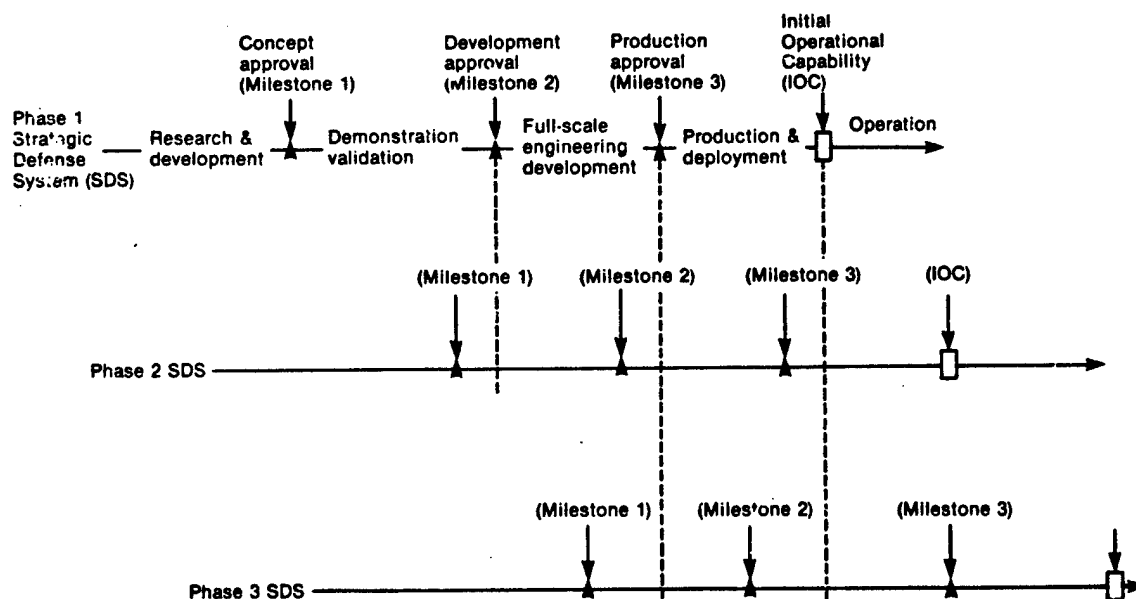 Concept
approval
(Milestone 1)
Development
approval
(Milestone 2)
Production
approval
(Milestone 3)
Initial
Operational
Capability
(IOC)
Phase 1
Strategic
Defense
System (SDS)
Research &
development
Demonstration
validation
Full-scale
engineering
development
Production &
deployment
Operation
(Milestone 1)
(Milestone 2)
(Milestone 3)
(IOC)
Phase 2 SDS
(Milestone 1)
(Milestone 2)
(Milestone 3)
Phase 3 SDS